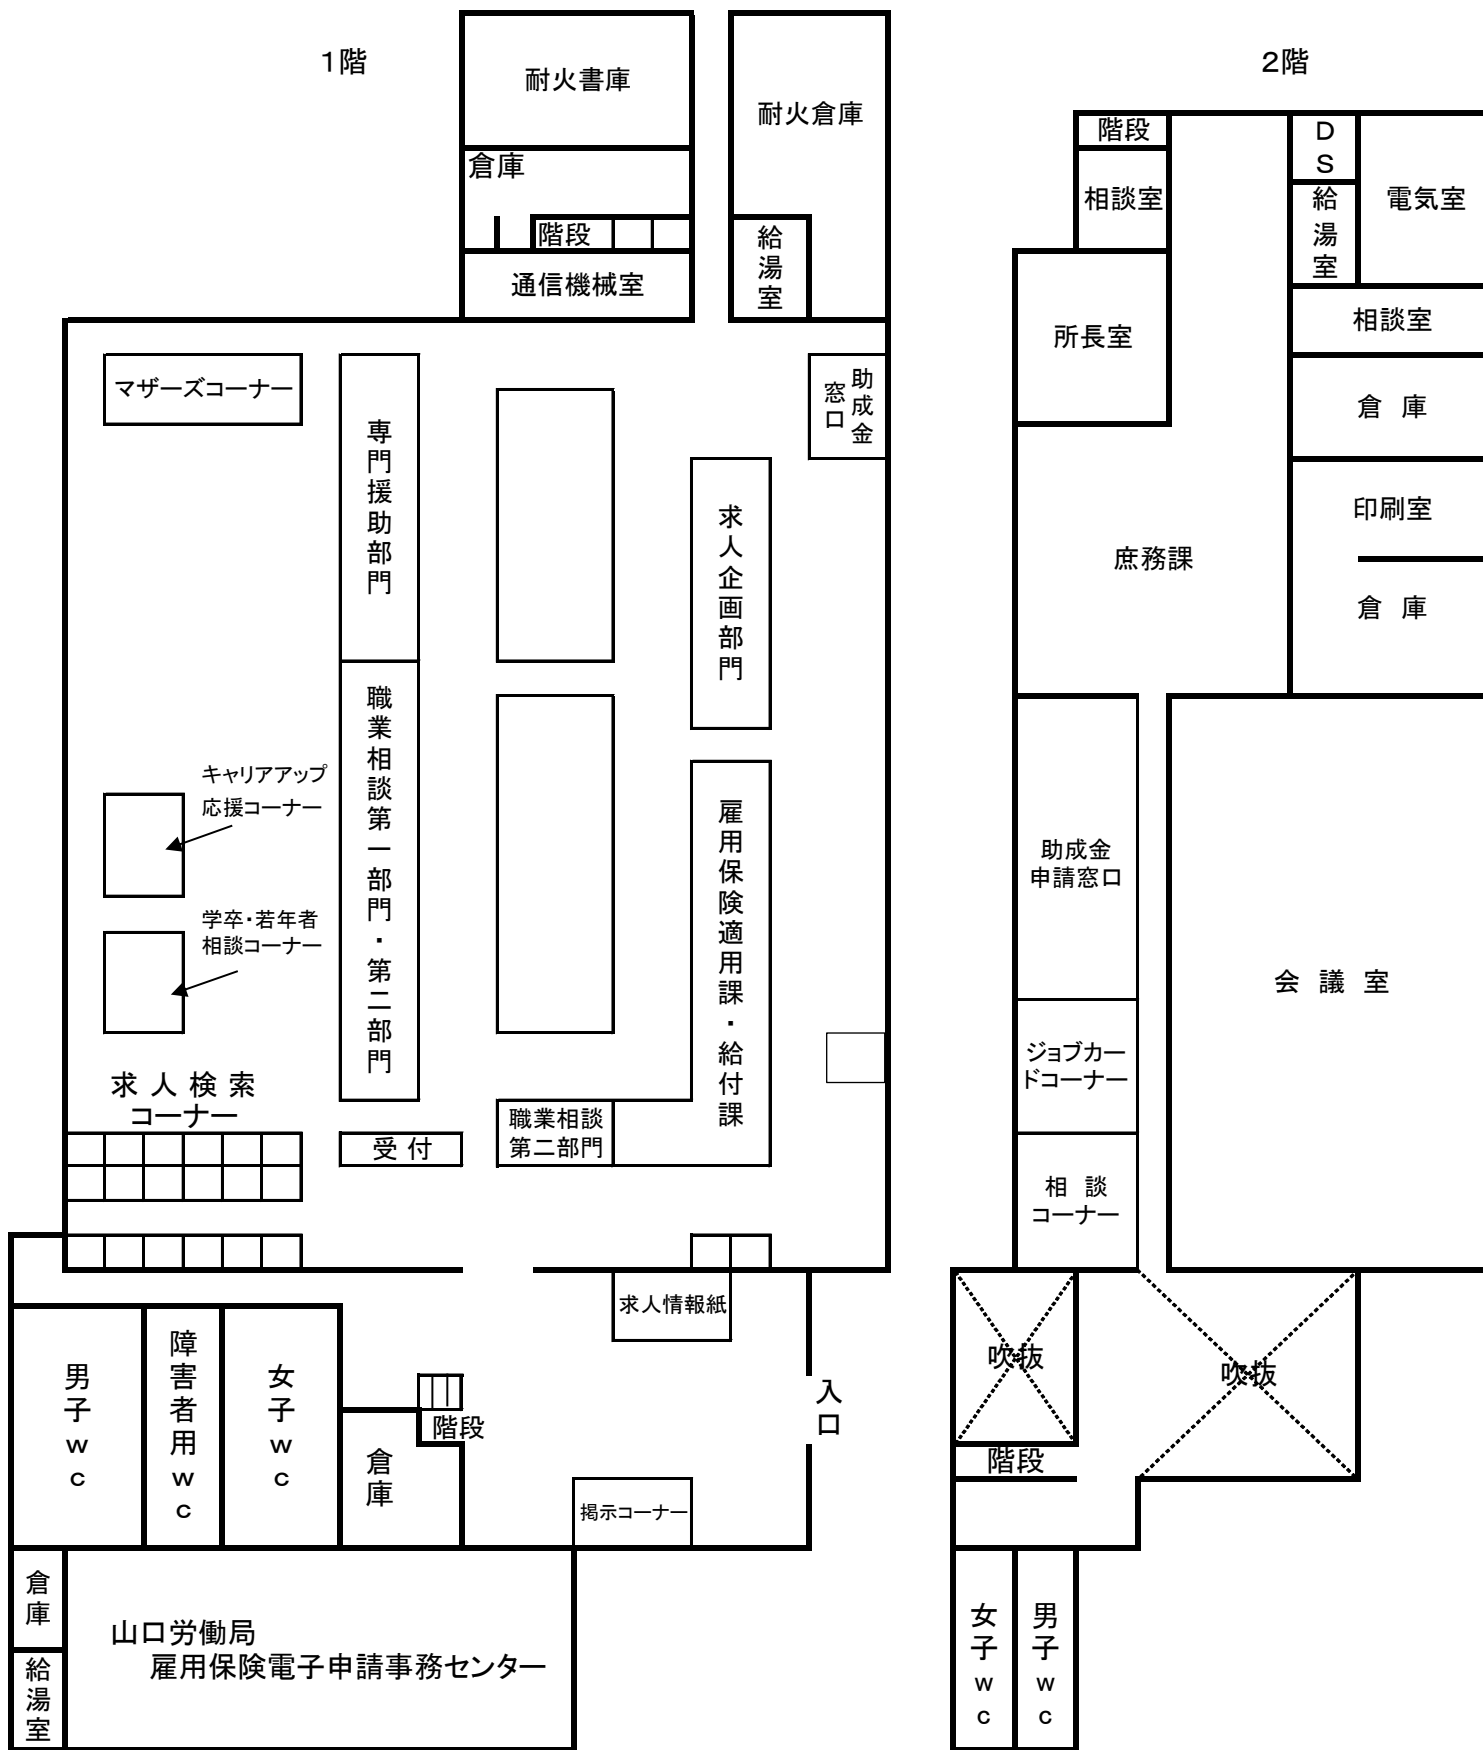 1階
耐火書庫
耐火倉庫
倉庫
階段
給湯室
通信機械室
マザーズコーナー
専門援助部門
助成金
窓口
求人企画部門
職業相談第一部門・第二部門
キャリアアップ
応援コーナー
雇用保険適用課・給付課
学卒・若年者
相談コーナー
求人検索
コーナー
受付
職業相談
第二部門
求人情報紙
男子wc
障害者用wc
女子wc
階段
倉庫
入口
掲示コーナー
倉庫
給湯室
山口労働局
雇用保険電子申請事務センター
2階
階段
DS
相談室
給湯室
電気室
所長室
相談室
倉庫
印刷室
庶務課
倉庫
助成金
申請窓口
会議室
ジョブカー
ドコーナー
相談
コーナー
吹抜
吹抜
階段
女子wc
男子wc